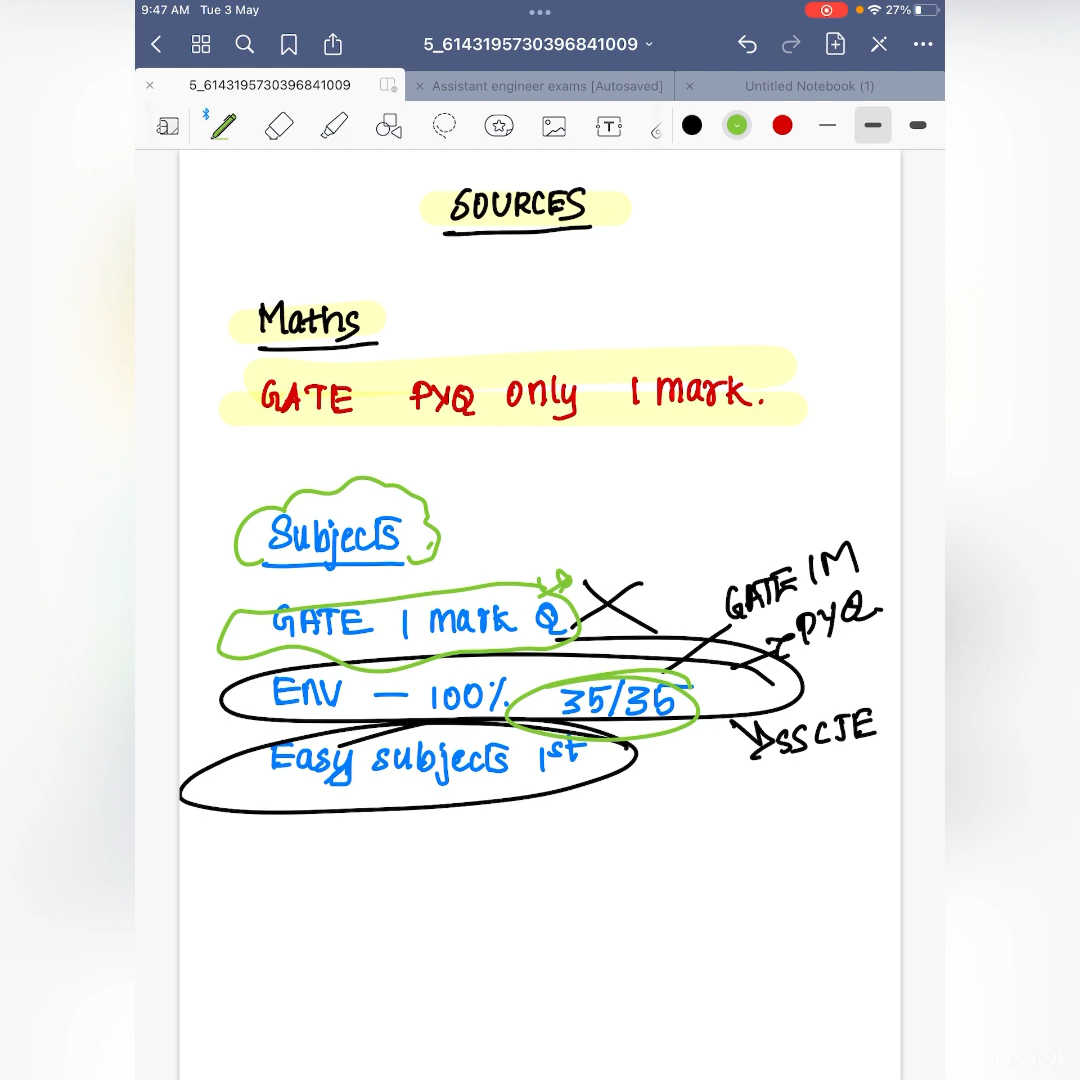 9:47 AM Tue 3 May
27%
5_6143195730396841009
5_6143195730396841009
Assistant engineer exams [Autosaved]
Untitled Notebook (1)
T
SOURCES
Maths
GATE PYQ only 1 mark.
Subjects
GATE 1 mark Q
GATE 1M
PYQ
ENV — 100% 35/35
SSCJE
Easy subjects 1st